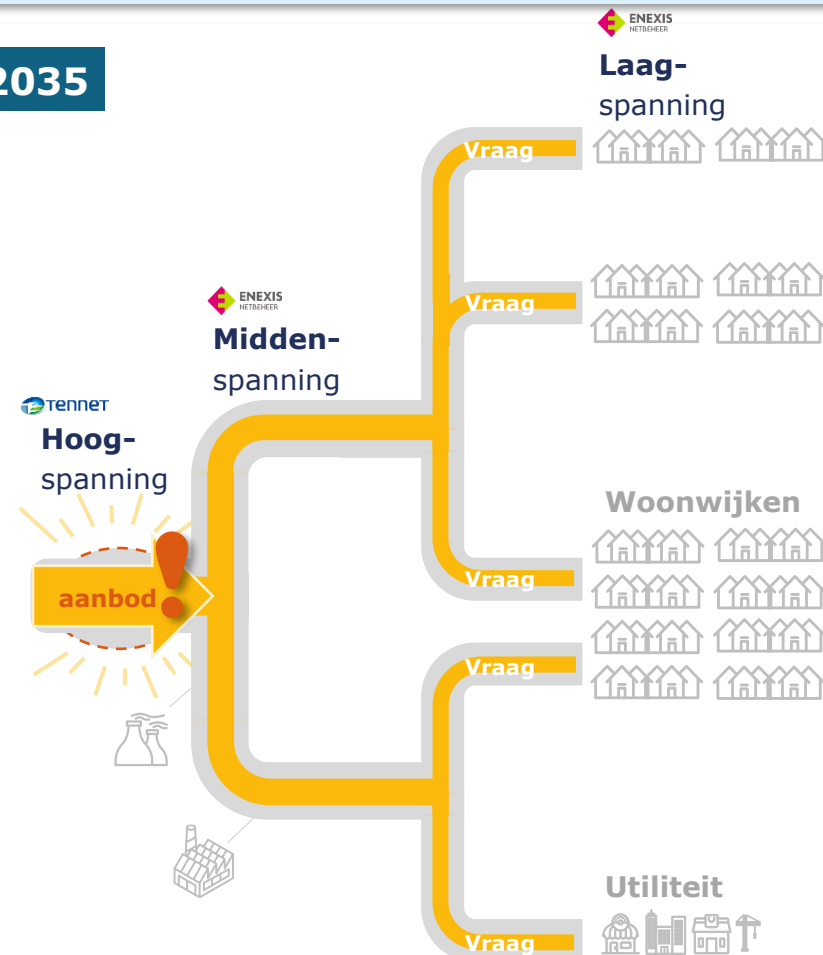 2035
ENEXIS
NETBEHEER
Laag-
spanning
Vraag
Vraag
ENEXIS
NETBEHEER
Midden-
spanning
TenneT
Hoog-
spanning
aanbod
!
Woonwijken
Vraag
Vraag
Utiliteit
Vraag